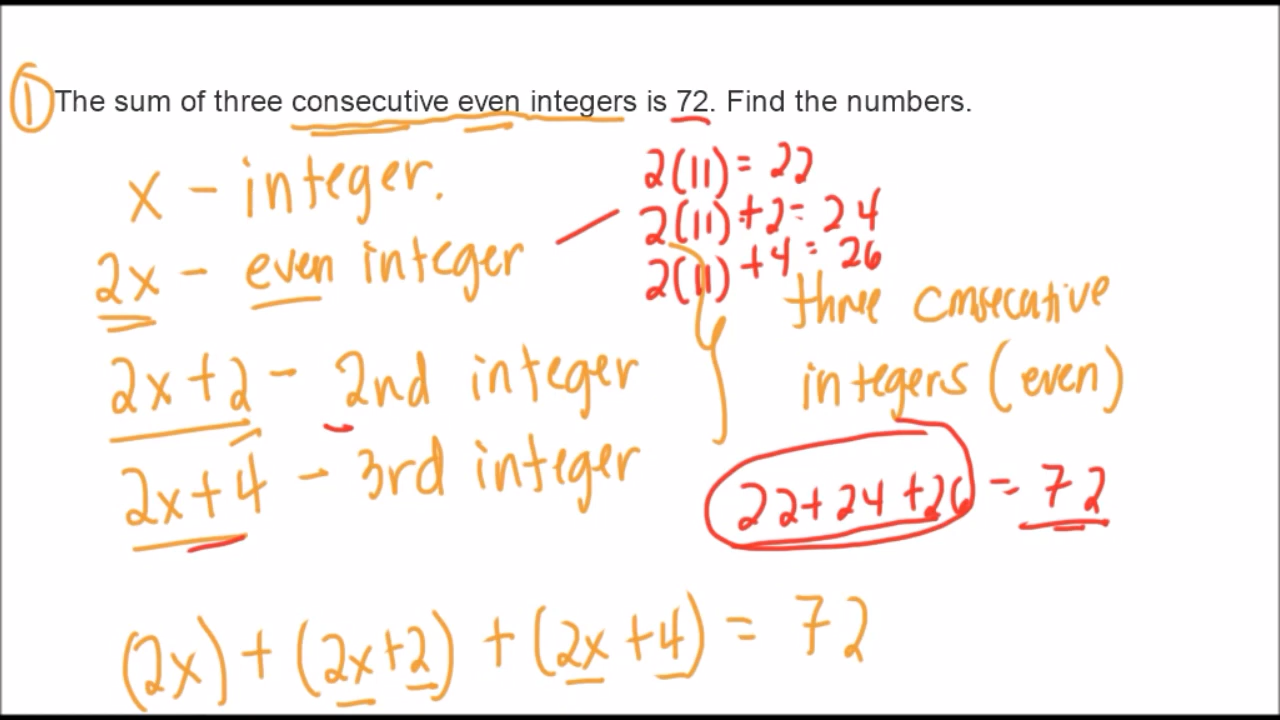 ① The sum of three consecutive even integers is 72. Find the numbers.
x - integer.
2x - even integer
2x+2 - 2nd integer
2x+4 - 3rd integer
2(11) = 22
2(11) +2 = 24
2(11) +4 = 26
three consecutive
integers (even)
22+24+26 = 72
(2x) + (2x+2) + (2x+4) = 72